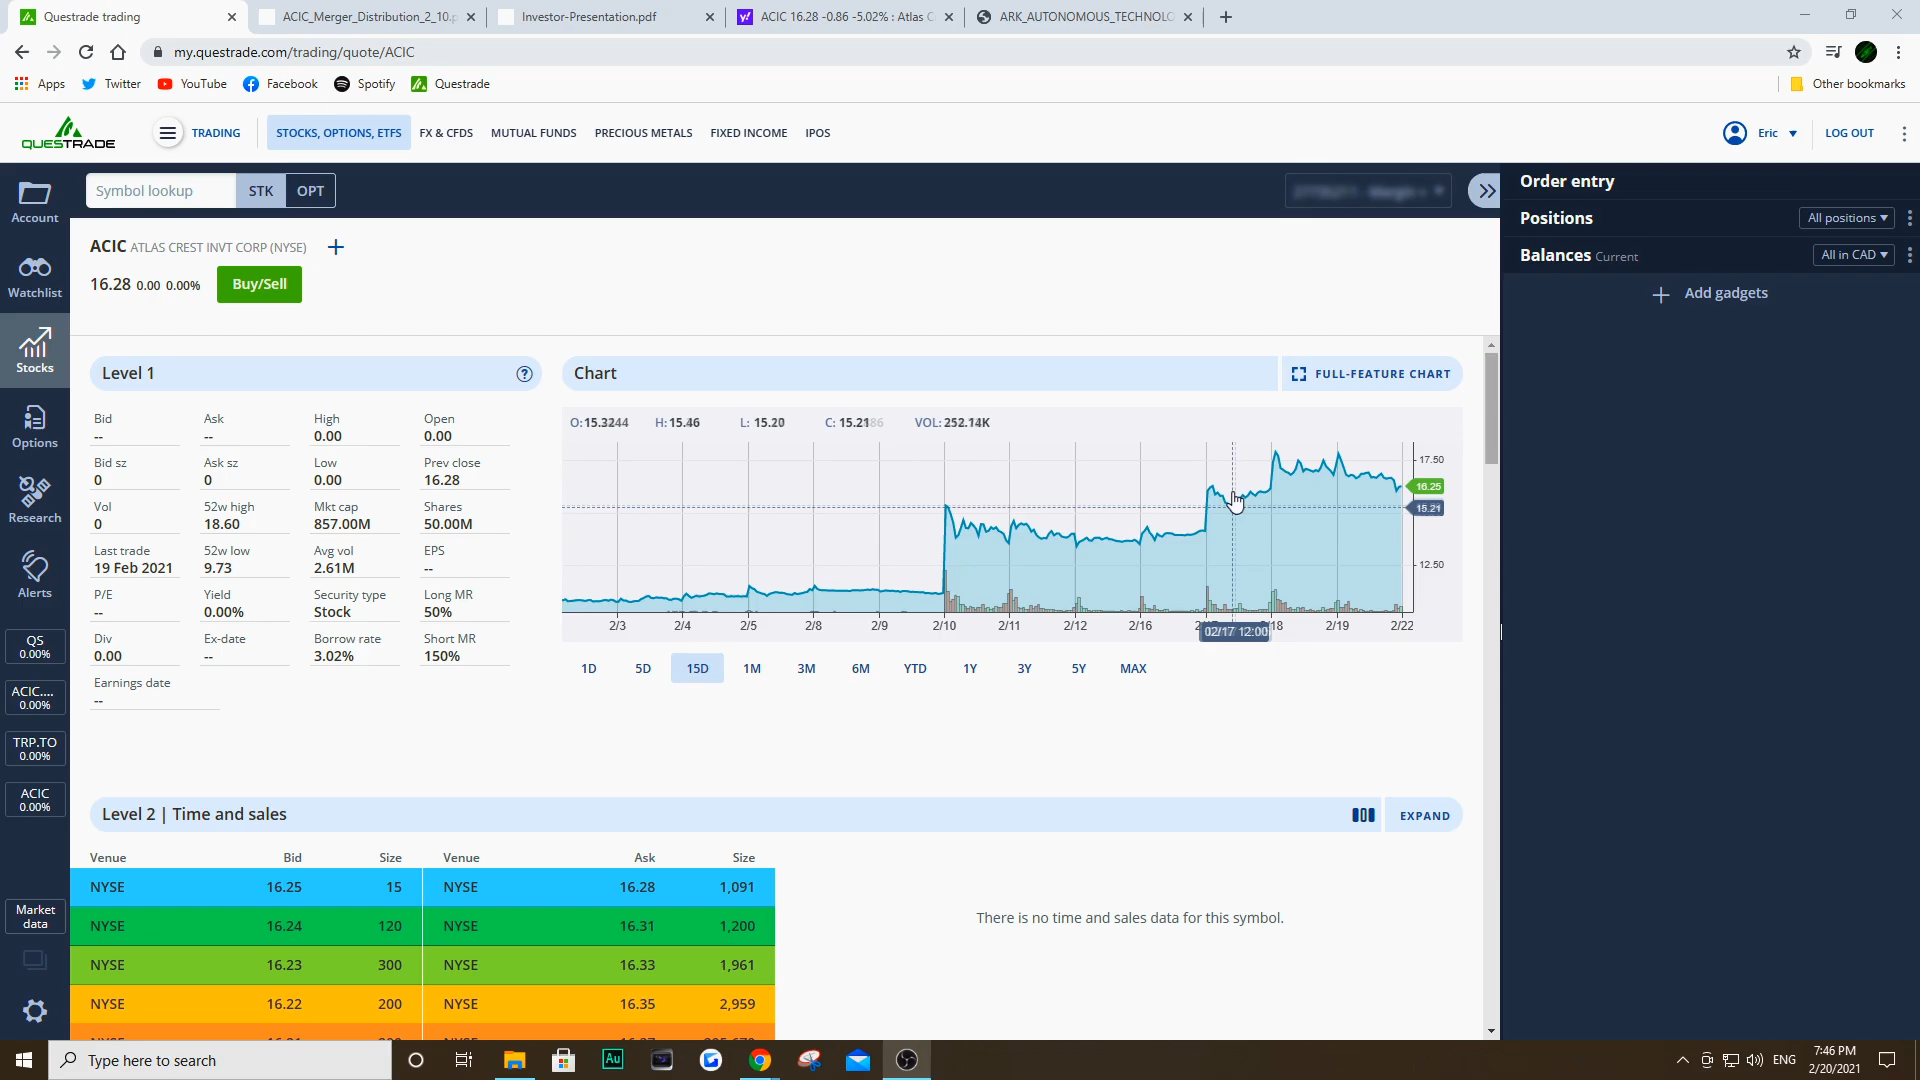 Questrade trading
ACIC_Merger_Distribution_2_10.p
Investor-Presentation.pdf
ACIC 16.28 -0.86 -5.02% : Atlas C
ARK_AUTONOMOUS_TECHNOLO
my.questrade.com/trading/quote/ACIC
Apps Twitter YouTube Facebook Spotify Questrade Other bookmarks
QUESTRADE
TRADING STOCKS, OPTIONS, ETFS FX & CFDS MUTUAL FUNDS PRECIOUS METALS FIXED INCOME IPOS
Eric LOG OUT
Account
Watchlist
Stocks
Options
Research
Alerts
QS
0.00%
ACIC....
0.00%
TRP.TO
0.00%
ACIC
0.00%
Market
data
Symbol lookup STK OPT
ACIC ATLAS CREST INVT CORP (NYSE)
16.28 0.00 0.00% Buy/Sell
Level 1
Bid Ask High Open
-- -- 0.00 0.00
Bid sz Ask sz Low Prev close
0 0 0.00 16.28
Vol 52w high Mkt cap Shares
0 18.60 857.00M 50.00M
Last trade 52w low Avg vol EPS
19 Feb 2021 9.73 2.61M --
P/E Yield Security type Long MR
-- 0.00% Stock 50%
Div Ex-date Borrow rate Short MR
0.00 -- 3.02% 150%
Earnings date
--
Chart FULL-FEATURE CHART
O:15.3244 H:15.46 L: 15.20 C: 15.2186 VOL: 252.14K
17.50
16.25
15.21
12.50
2/3 2/4 2/5 2/8 2/9 2/10 2/11 2/12 2/16 02/17 12:00 18 2/19 2/22
1D 5D 15D 1M 3M 6M YTD 1Y 3Y 5Y MAX
Level 2 | Time and sales EXPAND
Venue Bid Size Venue Ask Size
NYSE 16.25 15 NYSE 16.28 1,091
NYSE 16.24 120 NYSE 16.31 1,200
NYSE 16.23 300 NYSE 16.33 1,961
NYSE 16.22 200 NYSE 16.35 2,959
There is no time and sales data for this symbol.
Order entry
Positions All positions
Balances Current All in CAD
Add gadgets
Type here to search
Au
ENG
7:46 PM
2/20/2021